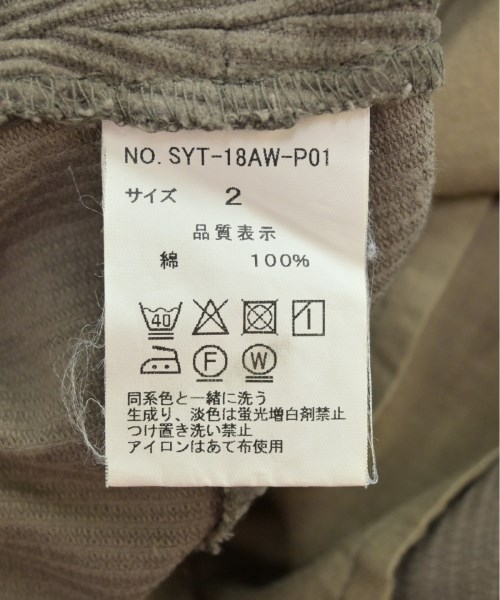 NO. SYT-18AW-P01
サイズ 2
品質表示
綿 100%
40
F W
同系色と一緒に洗う
生成り、淡色は蛍光増白剤禁止
つけ置き洗い禁止
アイロンはあて布使用